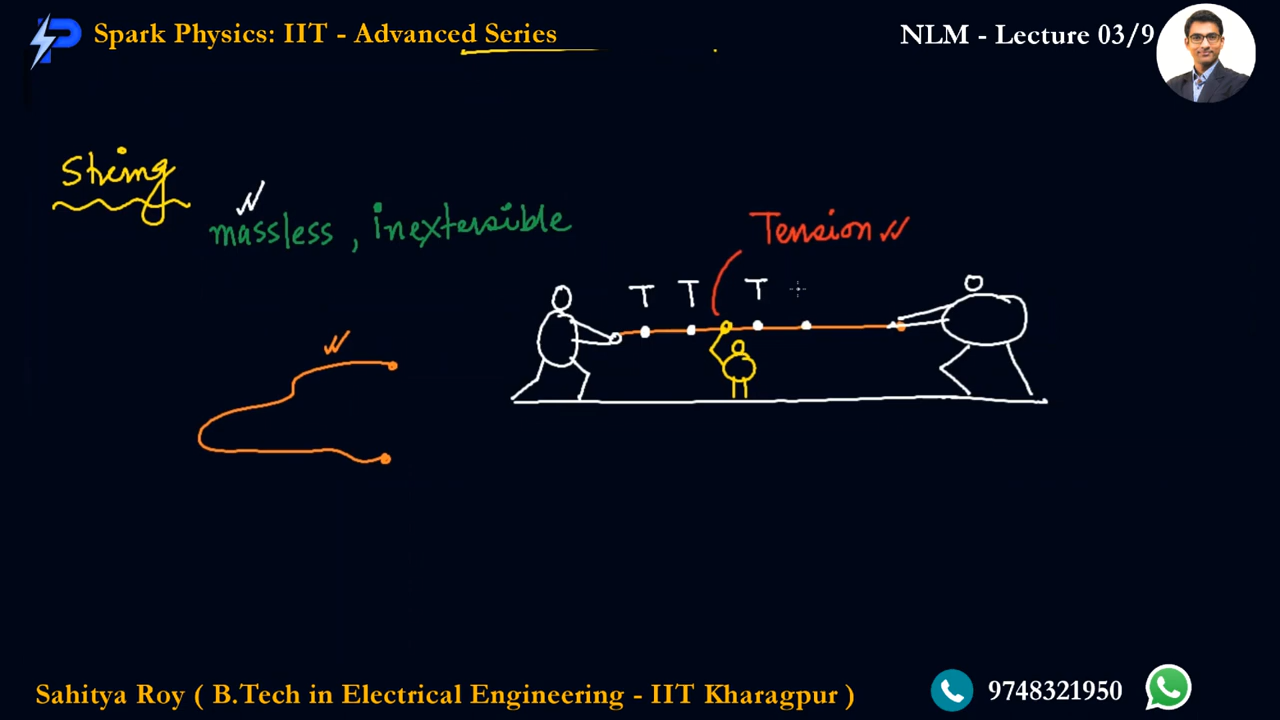 Spark Physics: IIT - Advanced Series
NLM - Lecture 03/9
String
massless, inextensible
Tension
T T T
Sahitya Roy ( B.Tech in Electrical Engineering - IIT Kharagpur )
9748321950